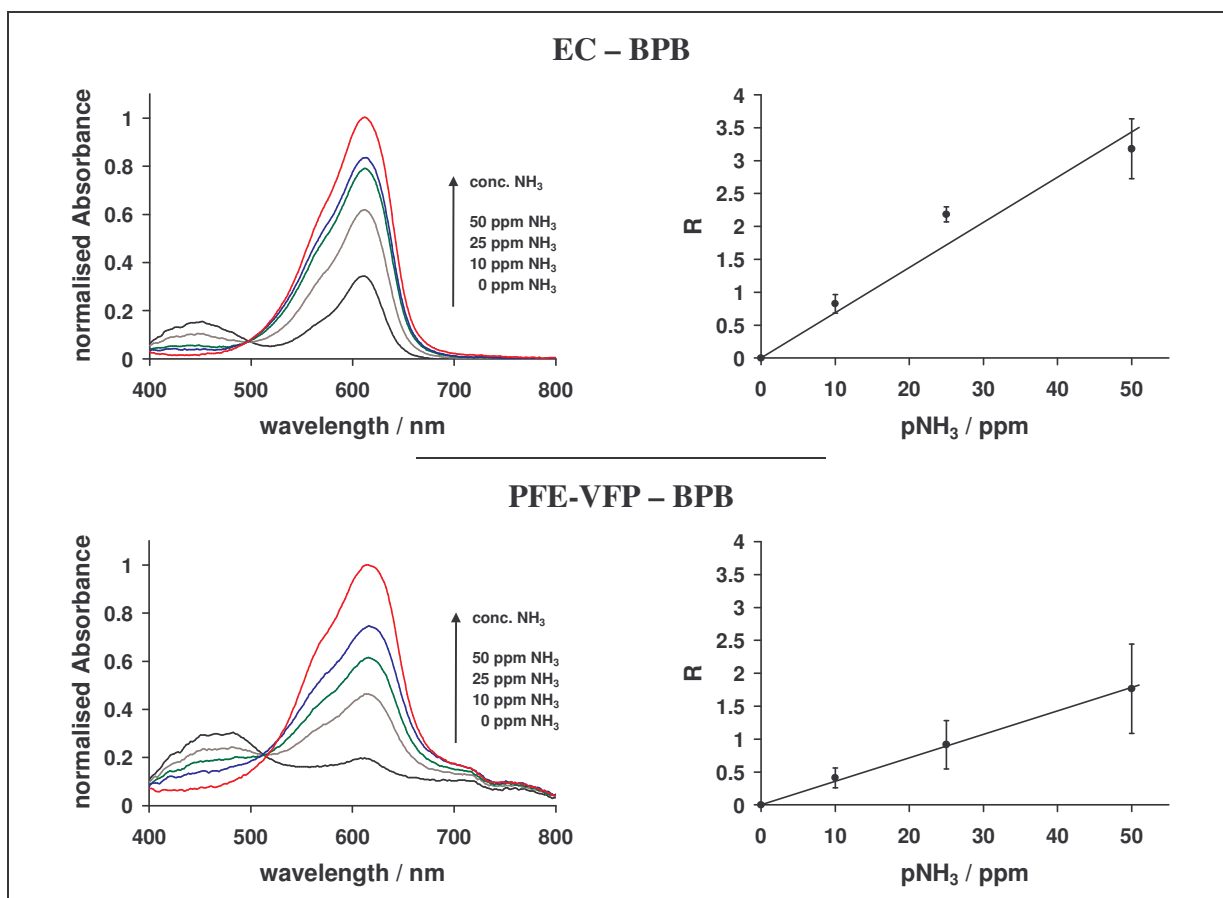 EC – BPB
normalised Absorbance
1
0.8
0.6
0.4
0.2
0
400 500 600 700 800
wavelength / nm
conc. NH₃
50 ppm NH₃
25 ppm NH₃
10 ppm NH₃
0 ppm NH₃
R
4
3.5
3
2.5
2
1.5
1
0.5
0
0 10 20 30 40 50
pNH₃ / ppm
PFE-VFP – BPB
normalised Absorbance
1
0.8
0.6
0.4
0.2
0
400 500 600 700 800
wavelength / nm
conc. NH₃
50 ppm NH₃
25 ppm NH₃
10 ppm NH₃
0 ppm NH₃
R
4
3.5
3
2.5
2
1.5
1
0.5
0
0 10 20 30 40 50
pNH₃ / ppm